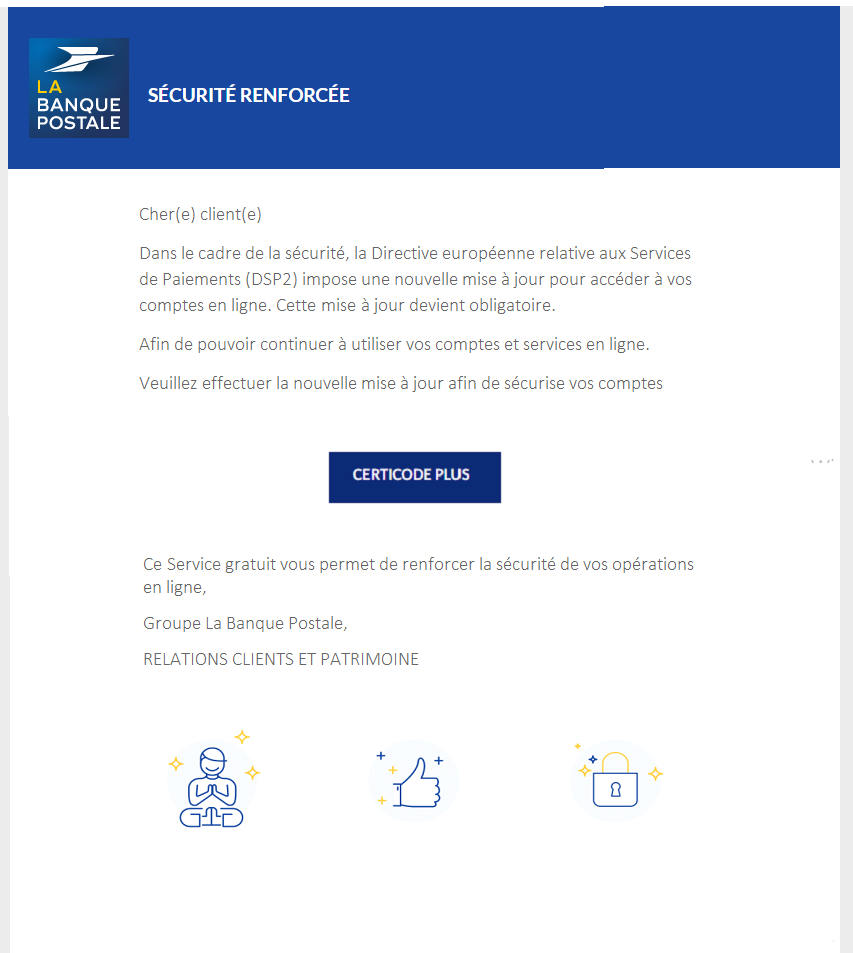 LA
BANQUE
POSTALE
SÉCURITÉ RENFORCÉE
Cher(e) client(e)
Dans le cadre de la sécurité, la Directive européenne relative aux Services
de Paiements (DSP2) impose une nouvelle mise à jour pour accéder à vos
comptes en ligne. Cette mise à jour devient obligatoire.
Afin de pouvoir continuer à utiliser vos comptes et services en ligne.
Veuillez effectuer la nouvelle mise à jour afin de sécurise vos comptes
CERTICODE PLUS
Ce Service gratuit vous permet de renforcer la sécurité de vos opérations
en ligne,
Groupe La Banque Postale,
RELATIONS CLIENTS ET PATRIMOINE